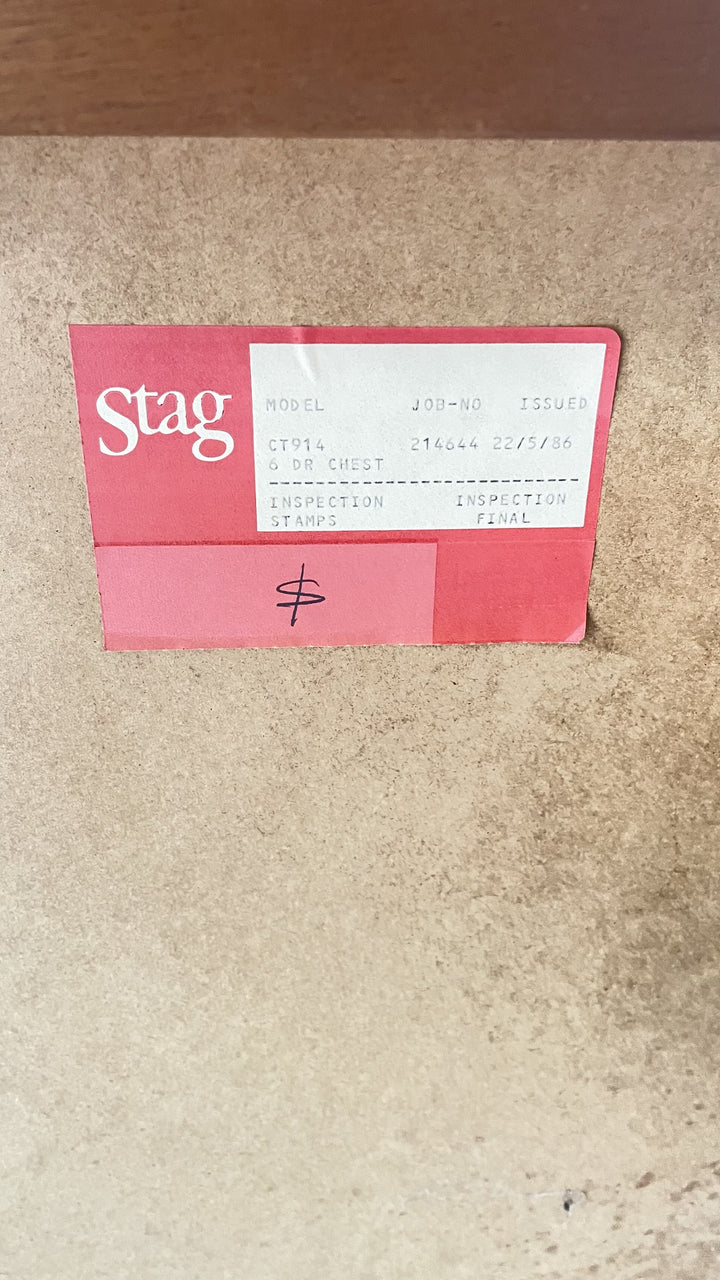 Stag
MODEL JOB-NO ISSUED
CT914 214644 22/5/86
6 DR CHEST
INSPECTION INSPECTION
STAMPS FINAL
$